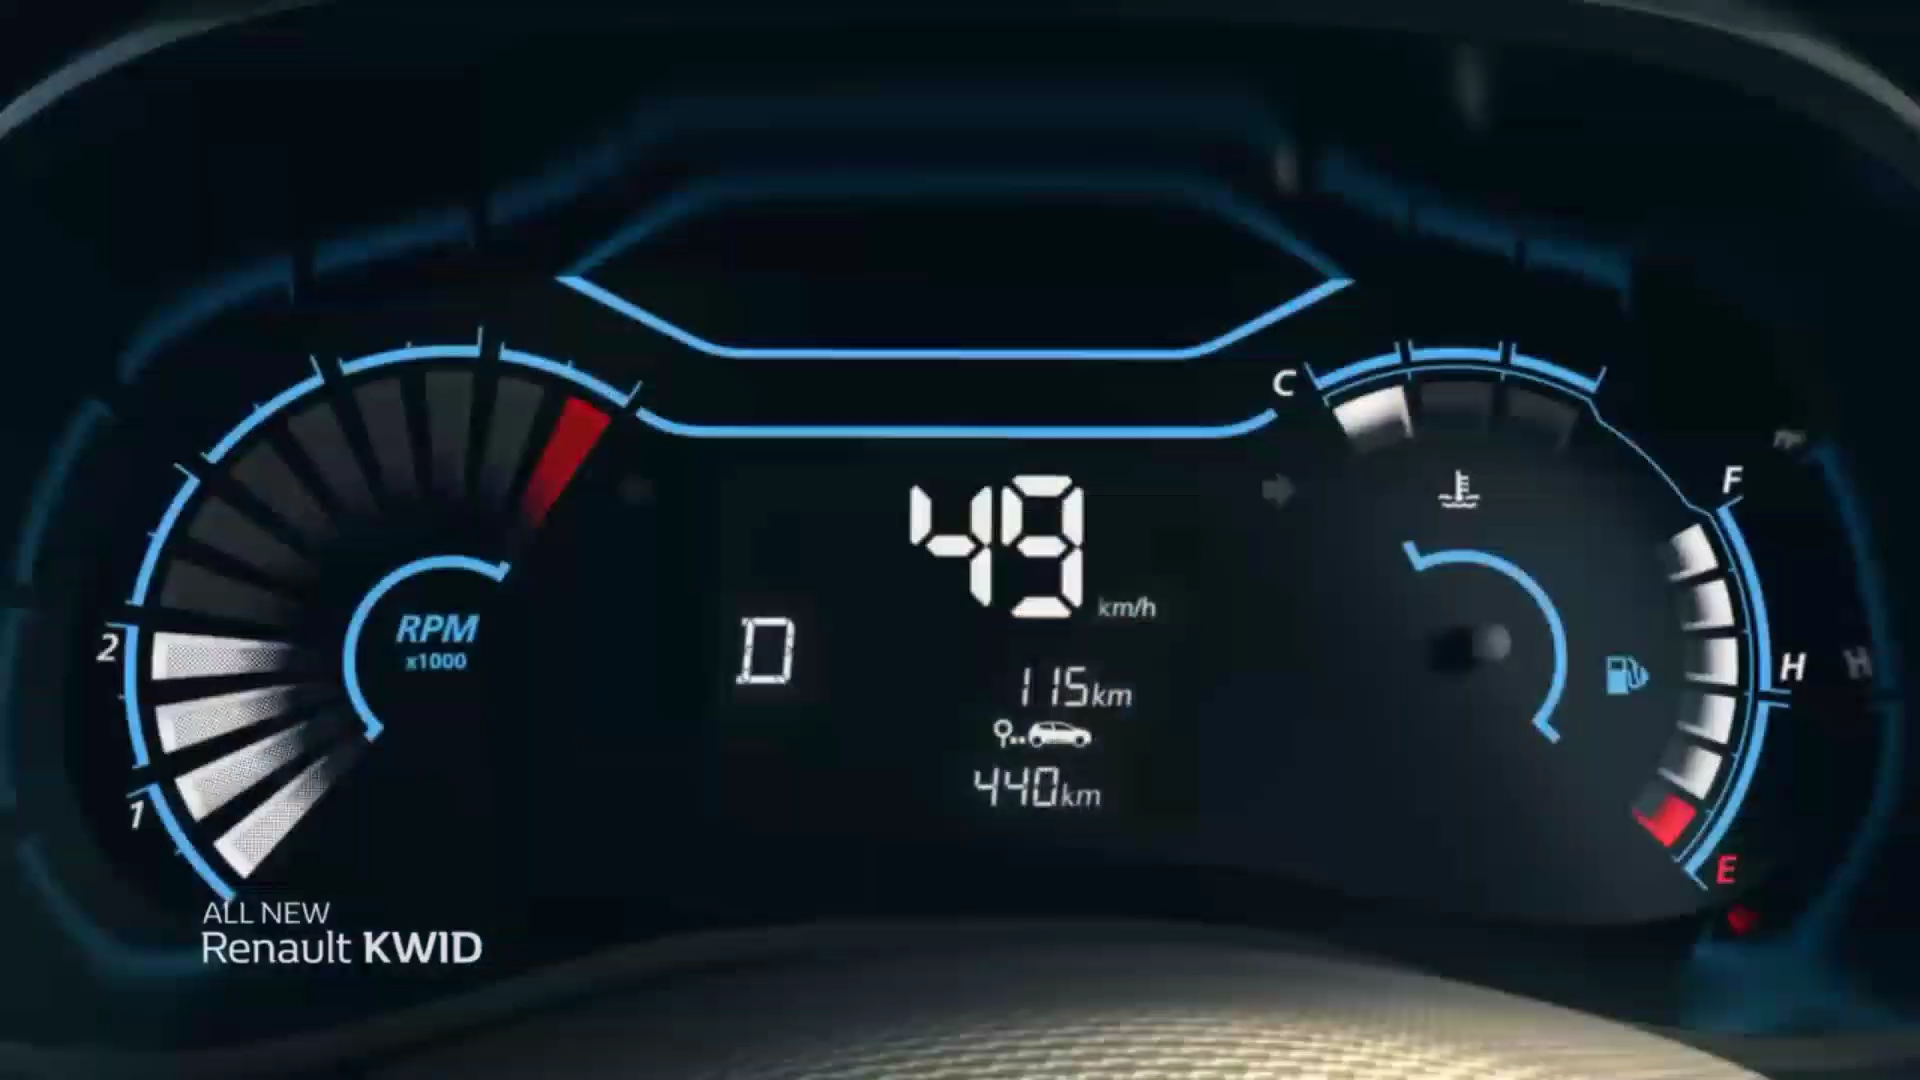 C
F
49 km/h
RPM
x1000
2
D
H
115km
440km
1
E
ALL NEW
Renault KWID